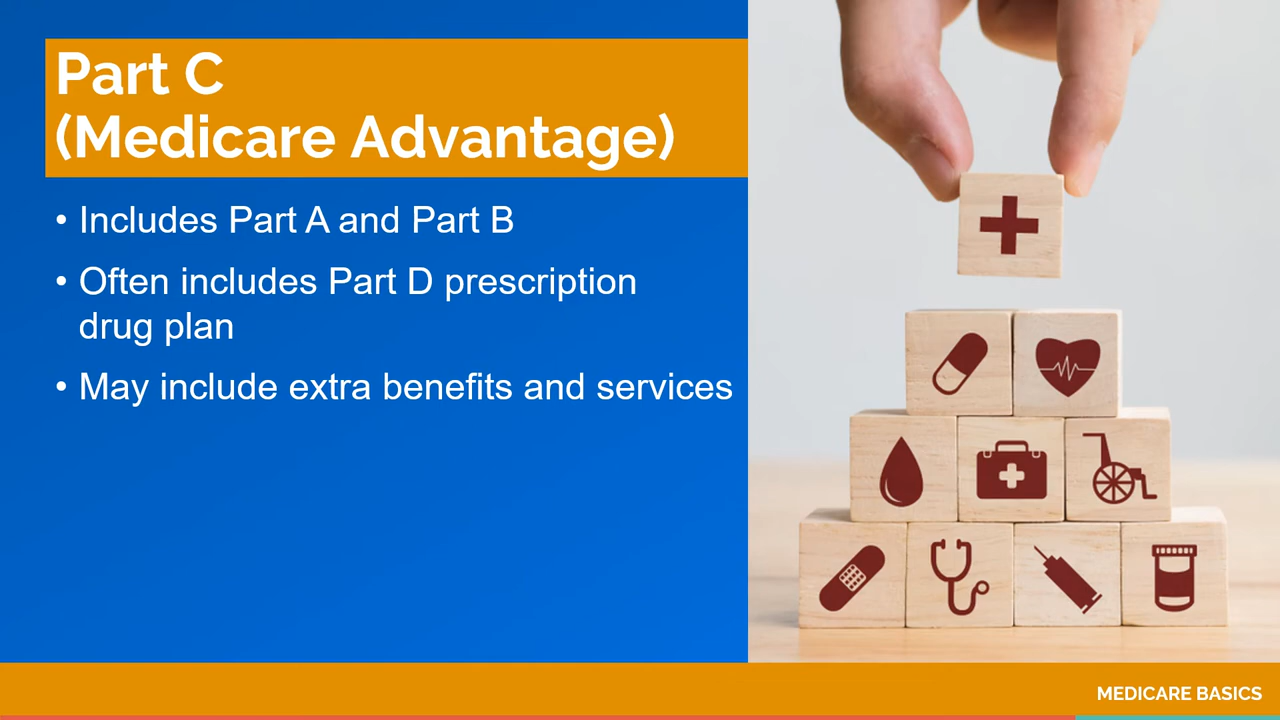 Part C
(Medicare Advantage)
• Includes Part A and Part B
• Often includes Part D prescription
drug plan
• May include extra benefits and services
MEDICARE BASICS